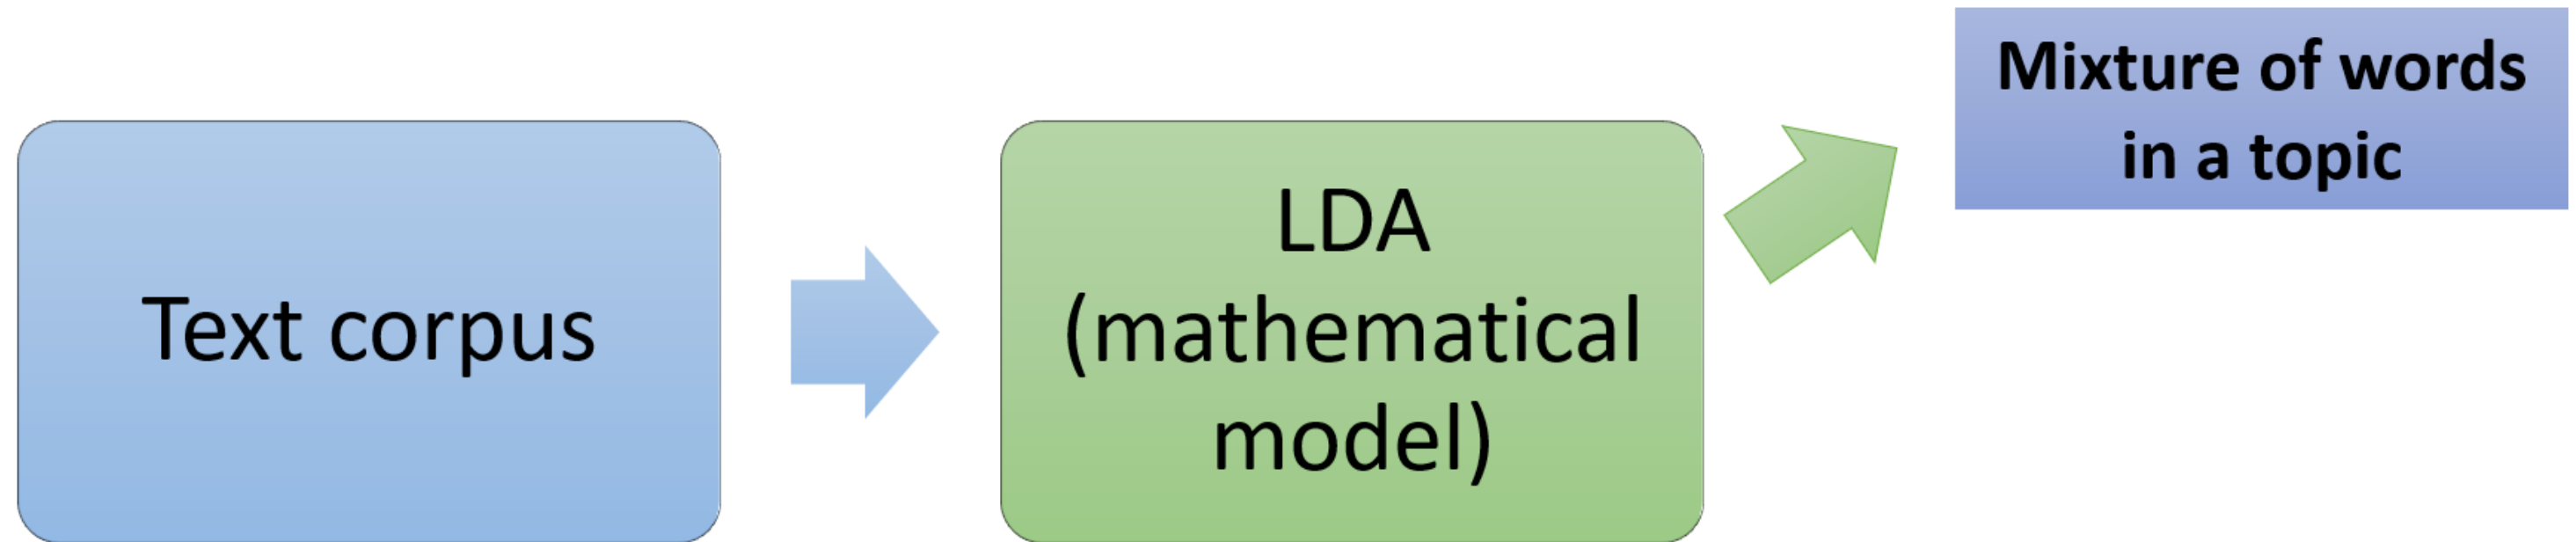 Text corpus
LDA
(mathematical
model)
Mixture of words
in a topic